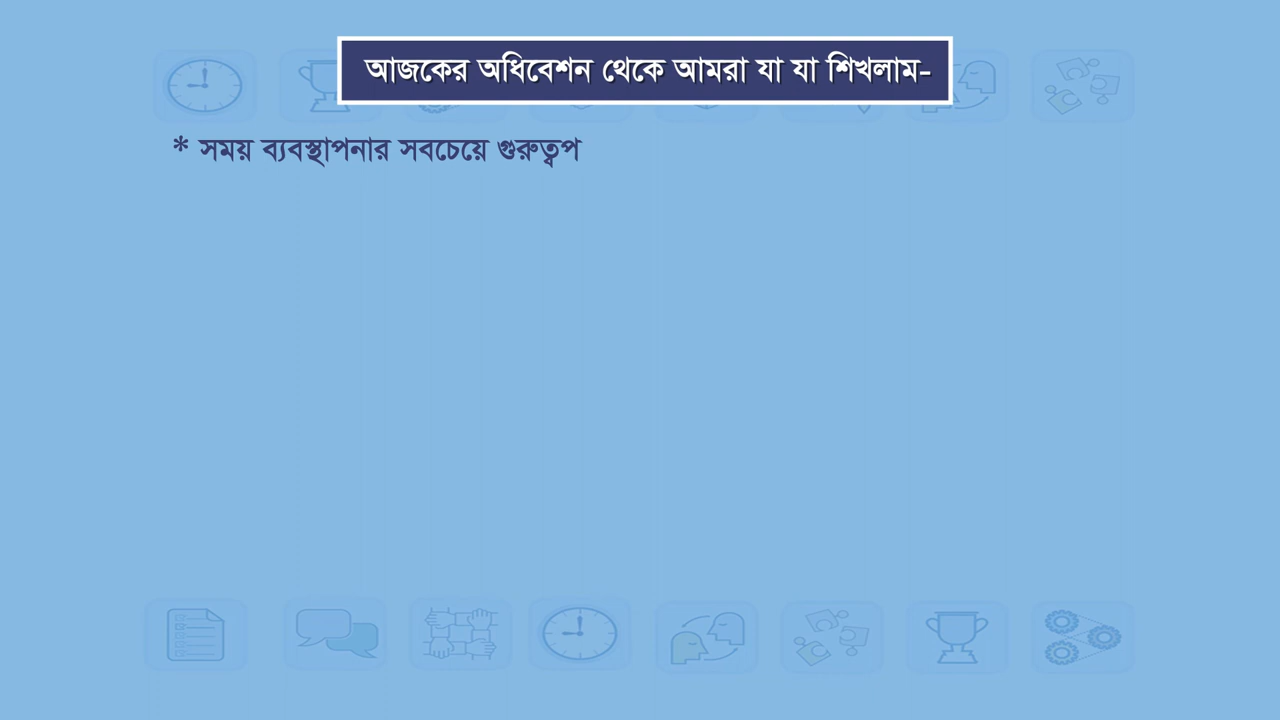 আজকের অধিবেশন থেকে আমরা যা যা শিখলাম-
* সময় ব্যবস্থাপনার সবচেয়ে গুরুত্বপ